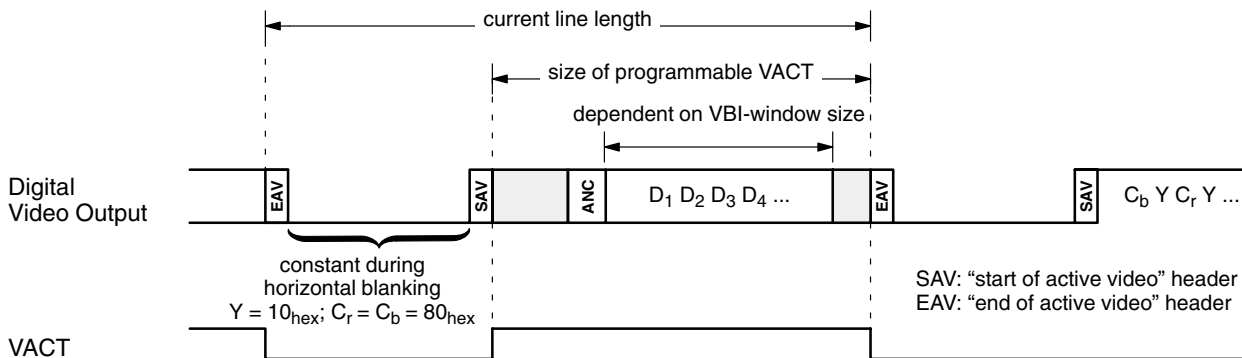 current line length
size of programmable VACT
dependent on VBI-window size
Digital
Video Output
EAV
SAV
ANC
D1 D2 D3 D4 ...
EAV
SAV
Cb Y Cr Y ...
constant during
horizontal blanking
Y = 10hex; Cr = Cb = 80hex
SAV: “start of active video” header
EAV: “end of active video” header
VACT